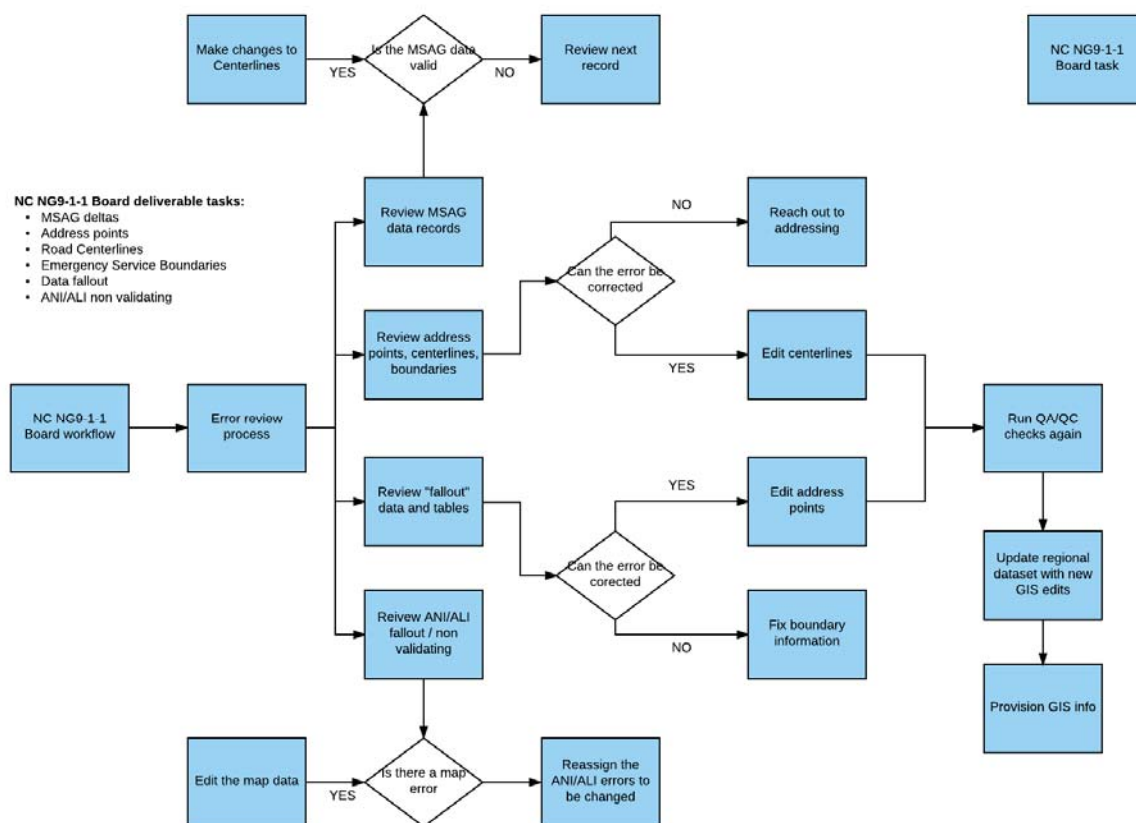 Make changes to
Centerlines
YES
Is the MSAG data
valid
NO
Review next
record
NC NG9-1-1
Board task
NC NG9-1-1 Board deliverable tasks:
• MSAG deltas
• Address points
• Road Centerlines
• Emergency Service Boundaries
• Data fallout
• ANI/ALI non validating
Review MSAG
data records
NO
Reach out to
addressing
Can the error be
corrected
Review address
points, centerlines,
boundaries
YES
Edit centerlines
NC NG9-1-1
Board workflow
Error review
process
Run QA/QC
checks again
Review "fallout"
data and tables
YES
Edit address
points
Can the error be
corected
Update regional
dataset with new
GIS edits
Reivew ANI/ALI
fallout / non
validating
NO
Fix boundary
information
Provision GIS info
Edit the map data
YES
Is there a map
error
Reassign the
ANI/ALI errors to
be changed